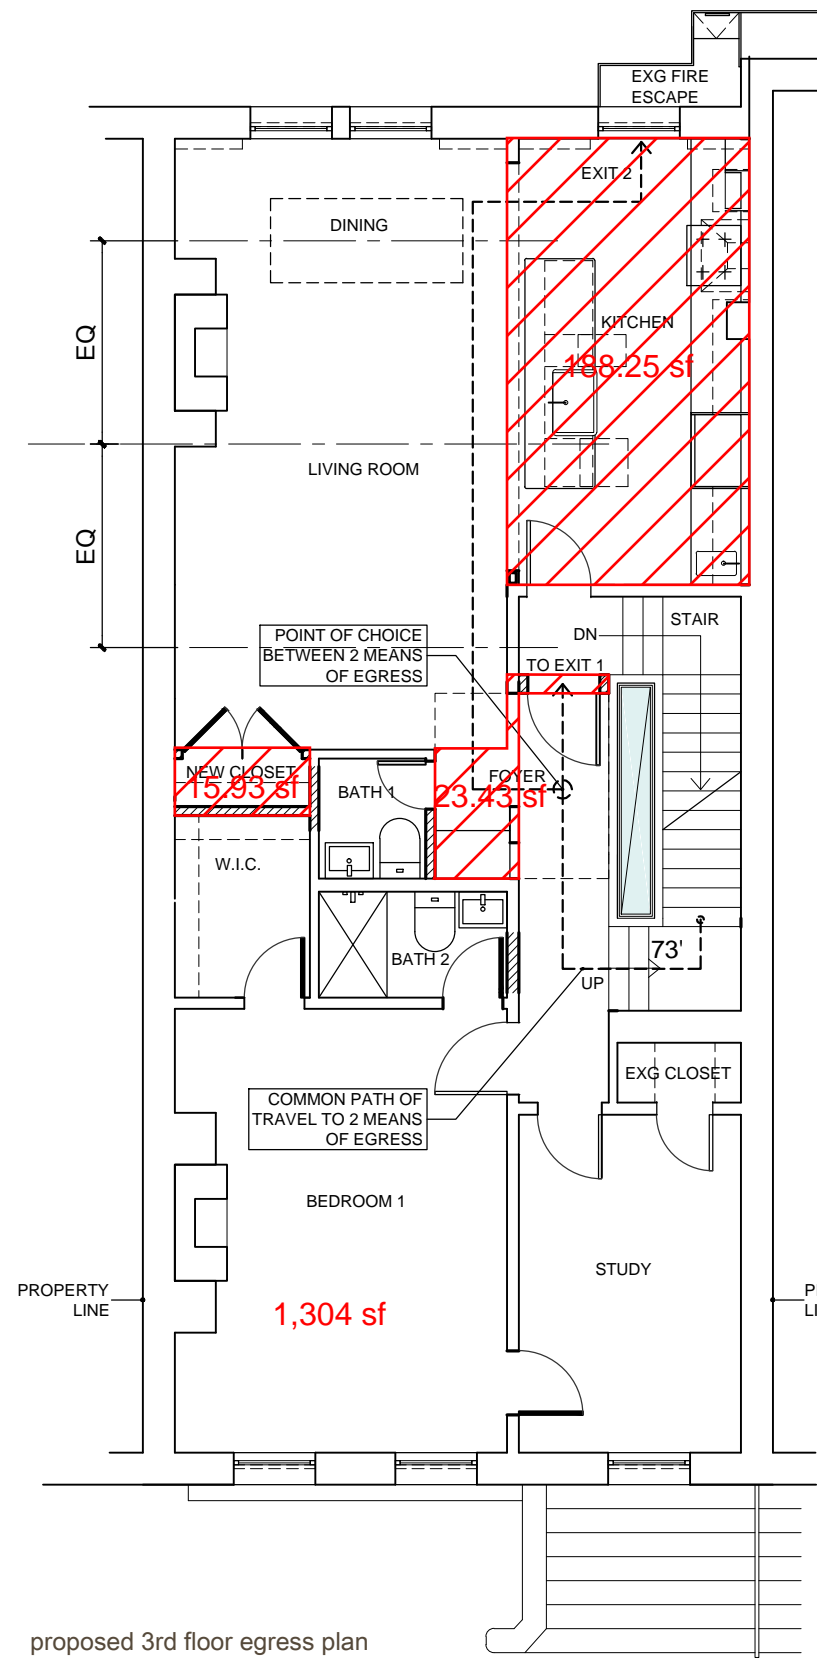 EXG FIRE
ESCAPE
EXIT 2
DINING
KITCHEN
188.25 sf
EQ
LIVING ROOM
EQ
STAIR
POINT OF CHOICE
BETWEEN 2 MEANS
OF EGRESS
DN
TO EXIT 1
NEW CLOSET
15.93 sf
BATH 1
FOYER
23.43 sf
W.I.C.
BATH 2
73'
UP
EXG CLOSET
COMMON PATH OF
TRAVEL TO 2 MEANS
OF EGRESS
BEDROOM 1
STUDY
PROPERTY
LINE
1,304 sf
proposed 3rd floor egress plan